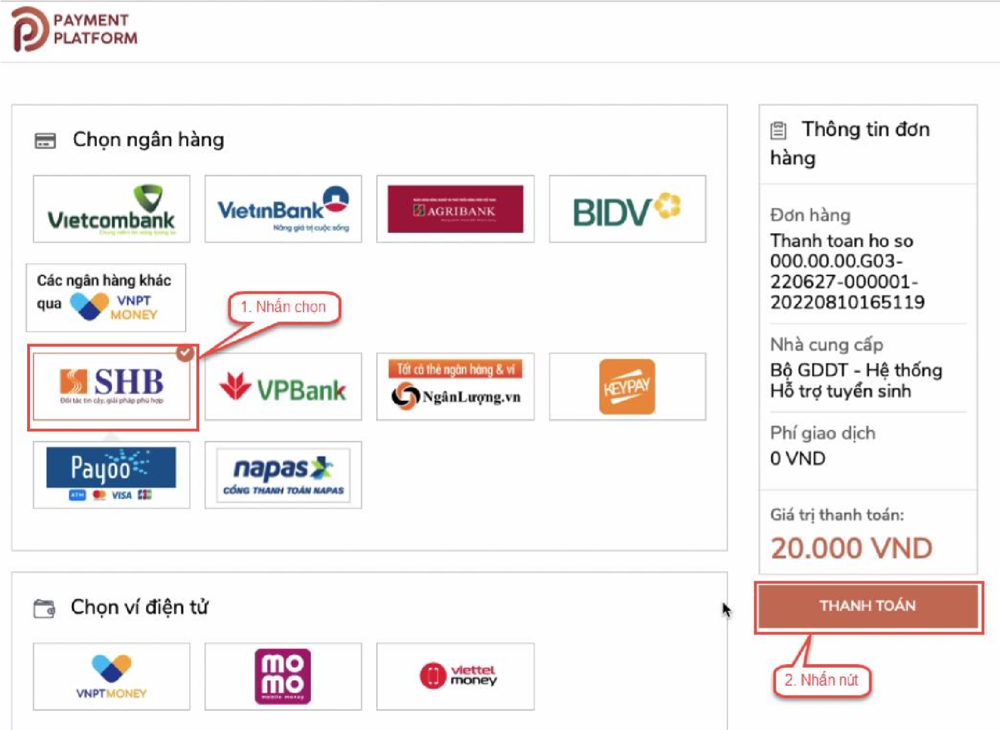 PAYMENT
PLATFORM
Chọn ngân hàng
Vietcombank
VietinBank
Nâng giá trị cuộc sống
AGRIBANK
BIDV
Các ngân hàng khác
qua VNPT
MONEY
1. Nhấn chọn
SHB
Đối tác tin cậy, giải pháp phù hợp
VPBank
Tất cả thẻ ngân hàng & ví
NgânLượng.vn
KEYPAY
Payoo
ATM VISA JCB
napas
CỔNG THANH TOÁN NAPAS
Chọn ví điện tử
VNPTMONEY
mo
mo
mobile money
viettel
money
Thông tin đơn
hàng
Đơn hàng
Thanh toan ho so
000.00.00.G03-
220627-000001-
20220810165119
Nhà cung cấp
Bộ GDDT - Hệ thống
Hỗ trợ tuyển sinh
Phí giao dịch
0 VND
Giá trị thanh toán:
20.000 VND
THANH TOÁN
2. Nhấn nút